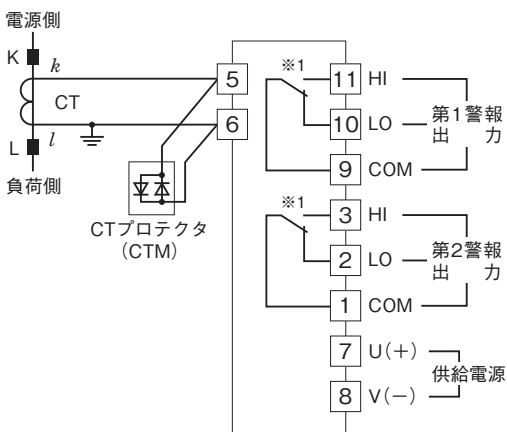 電源側
K
k
CT
L
l
負荷側
CTプロテクタ
（CTM）
5
6
※1
11 HI
10 LO
9 COM
第1警報
出 力
※1
3 HI
2 LO
1 COM
第2警報
出 力
7 U(＋)
8 V(－)
供給電源